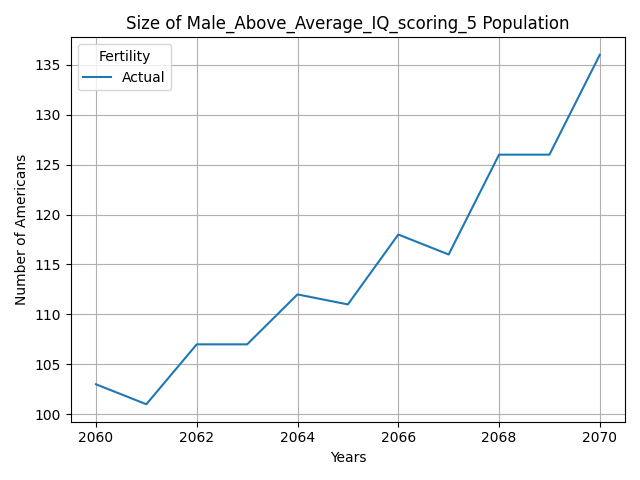 Size of Male_Above_Average_IQ_scoring_5 Population
Fertility
Actual
Number of Americans
135
130
125
120
115
110
105
100
2060
2062
2064
2066
2068
2070
Years